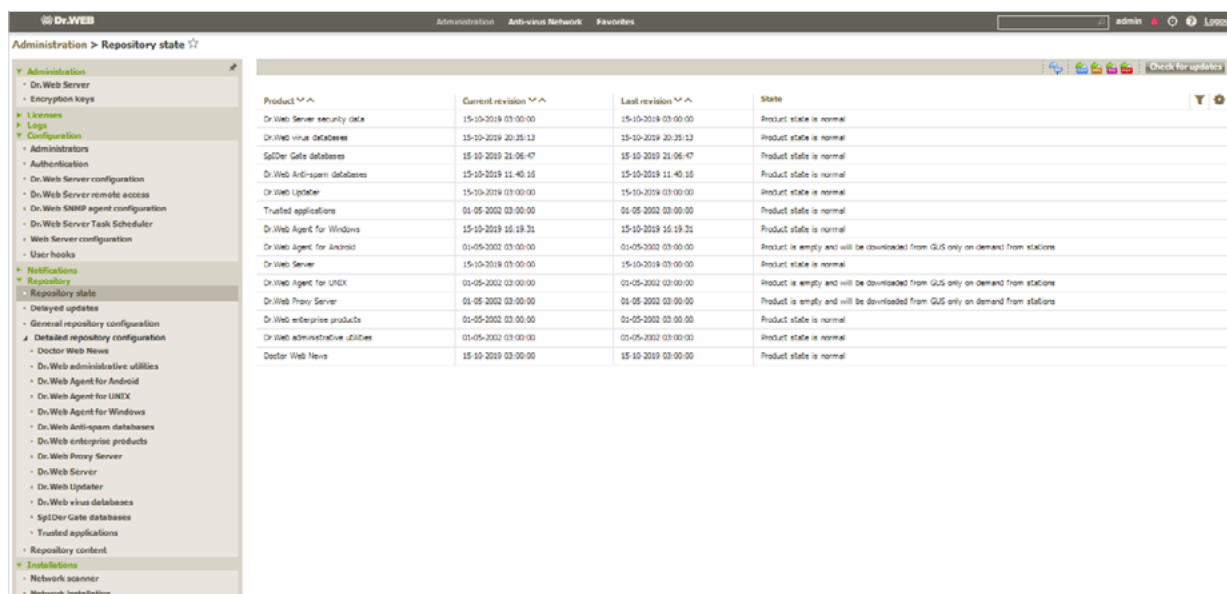 Dr.WEB
Administration Anti-virus Network Favorites
admin
Logout
Administration > Repository state
Administration
Dr.Web Server
Encryption keys
Licenses
Logs
Configuration
Administrators
Authentication
Dr.Web Server configuration
Dr.Web Server remote access
Dr.Web SNMP agent configuration
Dr.Web Server Task Scheduler
Web Server configuration
User hooks
Notifications
Repository
Repository state
Delayed updates
General repository configuration
Detailed repository configuration
Doctor Web News
Dr.Web administrative utilities
Dr.Web Agent for Android
Dr.Web Agent for UNIX
Dr.Web Agent for Windows
Dr.Web Anti-spam databases
Dr.Web enterprise products
Dr.Web Proxy Server
Dr.Web Server
Dr.Web Updater
Dr.Web virus databases
SpIDer Gate databases
Trusted applications
Repository content
Installations
Network scanner
Network installation
Check for updates
Product Current revision Last revision State
Dr.Web Server security data 15-10-2019 03:00:00 15-10-2019 03:00:00 Product state is normal
Dr.Web virus databases 15-10-2019 20:35:13 15-10-2019 20:35:13 Product state is normal
SpIDer Gate databases 15-10-2019 21:06:47 15-10-2019 21:06:47 Product state is normal
Dr.Web Anti-spam databases 15-10-2019 11:40:16 15-10-2019 11:40:16 Product state is normal
Dr.Web Updater 15-10-2019 03:00:00 15-10-2019 03:00:00 Product state is normal
Trusted applications 01-05-2002 03:00:00 01-05-2002 03:00:00 Product state is normal
Dr.Web Agent for Windows 15-10-2019 16:19:31 15-10-2019 16:19:31 Product state is normal
Dr.Web Agent for Android 01-05-2002 03:00:00 01-05-2002 03:00:00 Product is empty and will be downloaded from GUS only on demand from stations
Dr.Web Server 15-10-2019 03:00:00 15-10-2019 03:00:00 Product state is normal
Dr.Web Agent for UNIX 01-05-2002 03:00:00 01-05-2002 03:00:00 Product is empty and will be downloaded from GUS only on demand from stations
Dr.Web Proxy Server 01-05-2002 03:00:00 01-05-2002 03:00:00 Product is empty and will be downloaded from GUS only on demand from stations
Dr.Web enterprise products 01-05-2002 03:00:00 01-05-2002 03:00:00 Product state is normal
Dr.Web administrative utilities 01-05-2002 03:00:00 01-05-2002 03:00:00 Product state is normal
Doctor Web News 15-10-2019 03:00:00 15-10-2019 03:00:00 Product state is normal